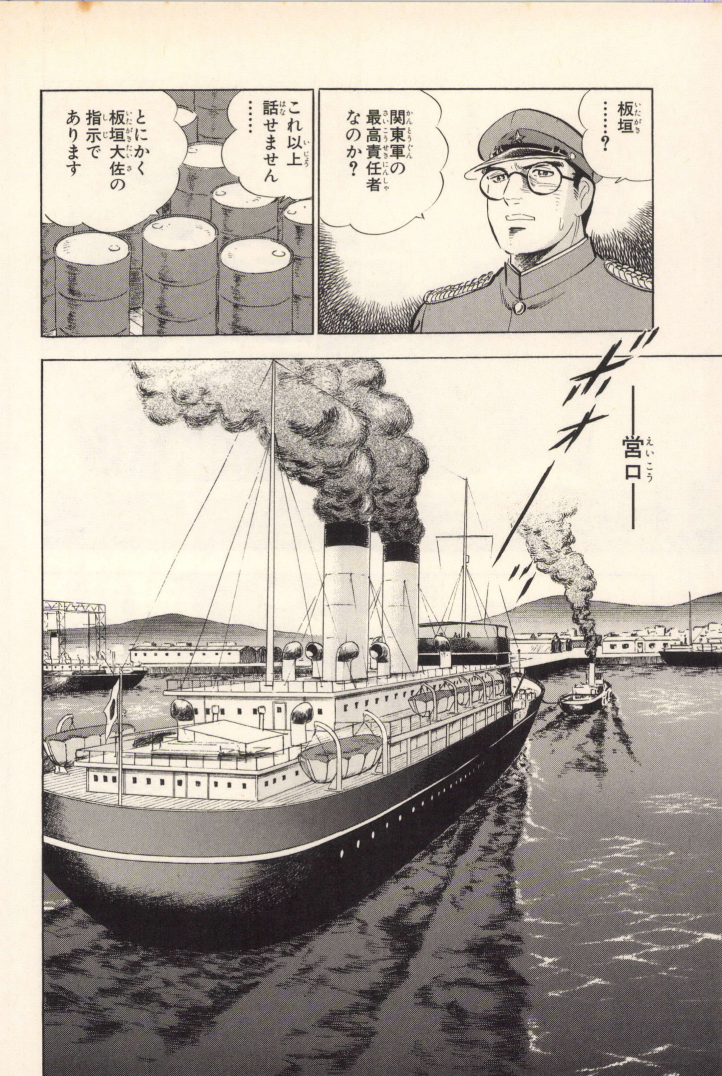 板垣
……?
関東軍の
最高責任者
なのか?
これ以上
話せません
……
とにかく
板垣大佐の
指示で
あります
ボオーッ
―営口―